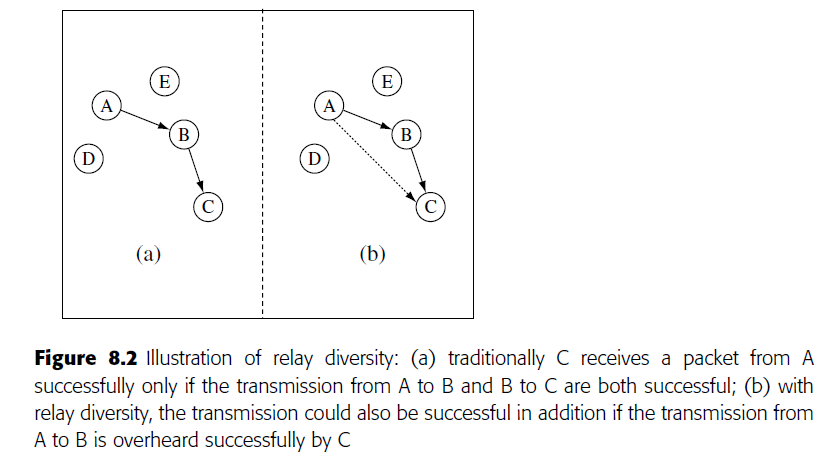 E
E
A
A
B
B
D
D
C
C
(a)
(b)
Figure 8.2 Illustration of relay diversity: (a) traditionally C receives a packet from A
successfully only if the transmission from A to B and B to C are both successful; (b) with
relay diversity, the transmission could also be successful in addition if the transmission from
A to B is overheard successfully by C